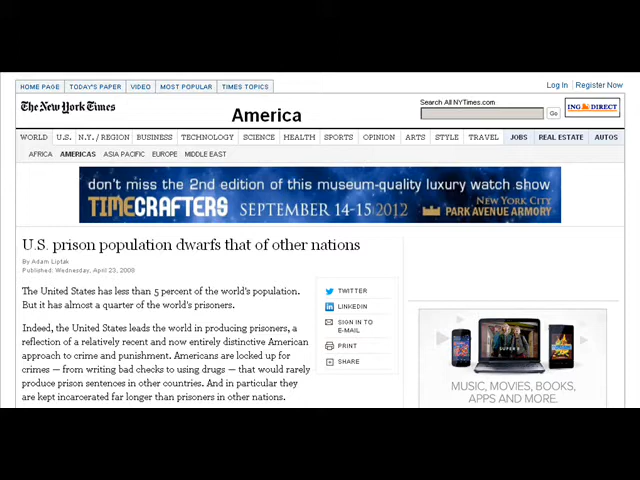 HOME PAGE TODAY'S PAPER VIDEO MOST POPULAR TIMES TOPICS
Log In Register Now
The New York Times
America
Search All NYTimes.com
Go
ING DIRECT
WORLD U.S. N.Y. / REGION BUSINESS TECHNOLOGY SCIENCE HEALTH SPORTS OPINION ARTS STYLE TRAVEL JOBS REAL ESTATE AUTOS
AFRICA AMERICAS ASIA PACIFIC EUROPE MIDDLE EAST
don't miss the 2nd edition of this museum-quality luxury watch show
TIMECRAFTERS SEPTEMBER 14-15 2012
NEW YORK CITY
PARK AVENUE ARMORY
U.S. prison population dwarfs that of other nations
By Adam Liptak
Published: Wednesday, April 23, 2008
The United States has less than 5 percent of the world's population.
But it has almost a quarter of the world's prisoners.
Indeed, the United States leads the world in producing prisoners, a
reflection of a relatively recent and now entirely distinctive American
approach to crime and punishment. Americans are locked up for
crimes — from writing bad checks to using drugs — that would rarely
produce prison sentences in other countries. And in particular they
are kept incarcerated far longer than prisoners in other nations.
TWITTER
LINKEDIN
SIGN IN TO
E-MAIL
PRINT
SHARE
MUSIC, MOVIES, BOOKS,
APPS AND MORE.